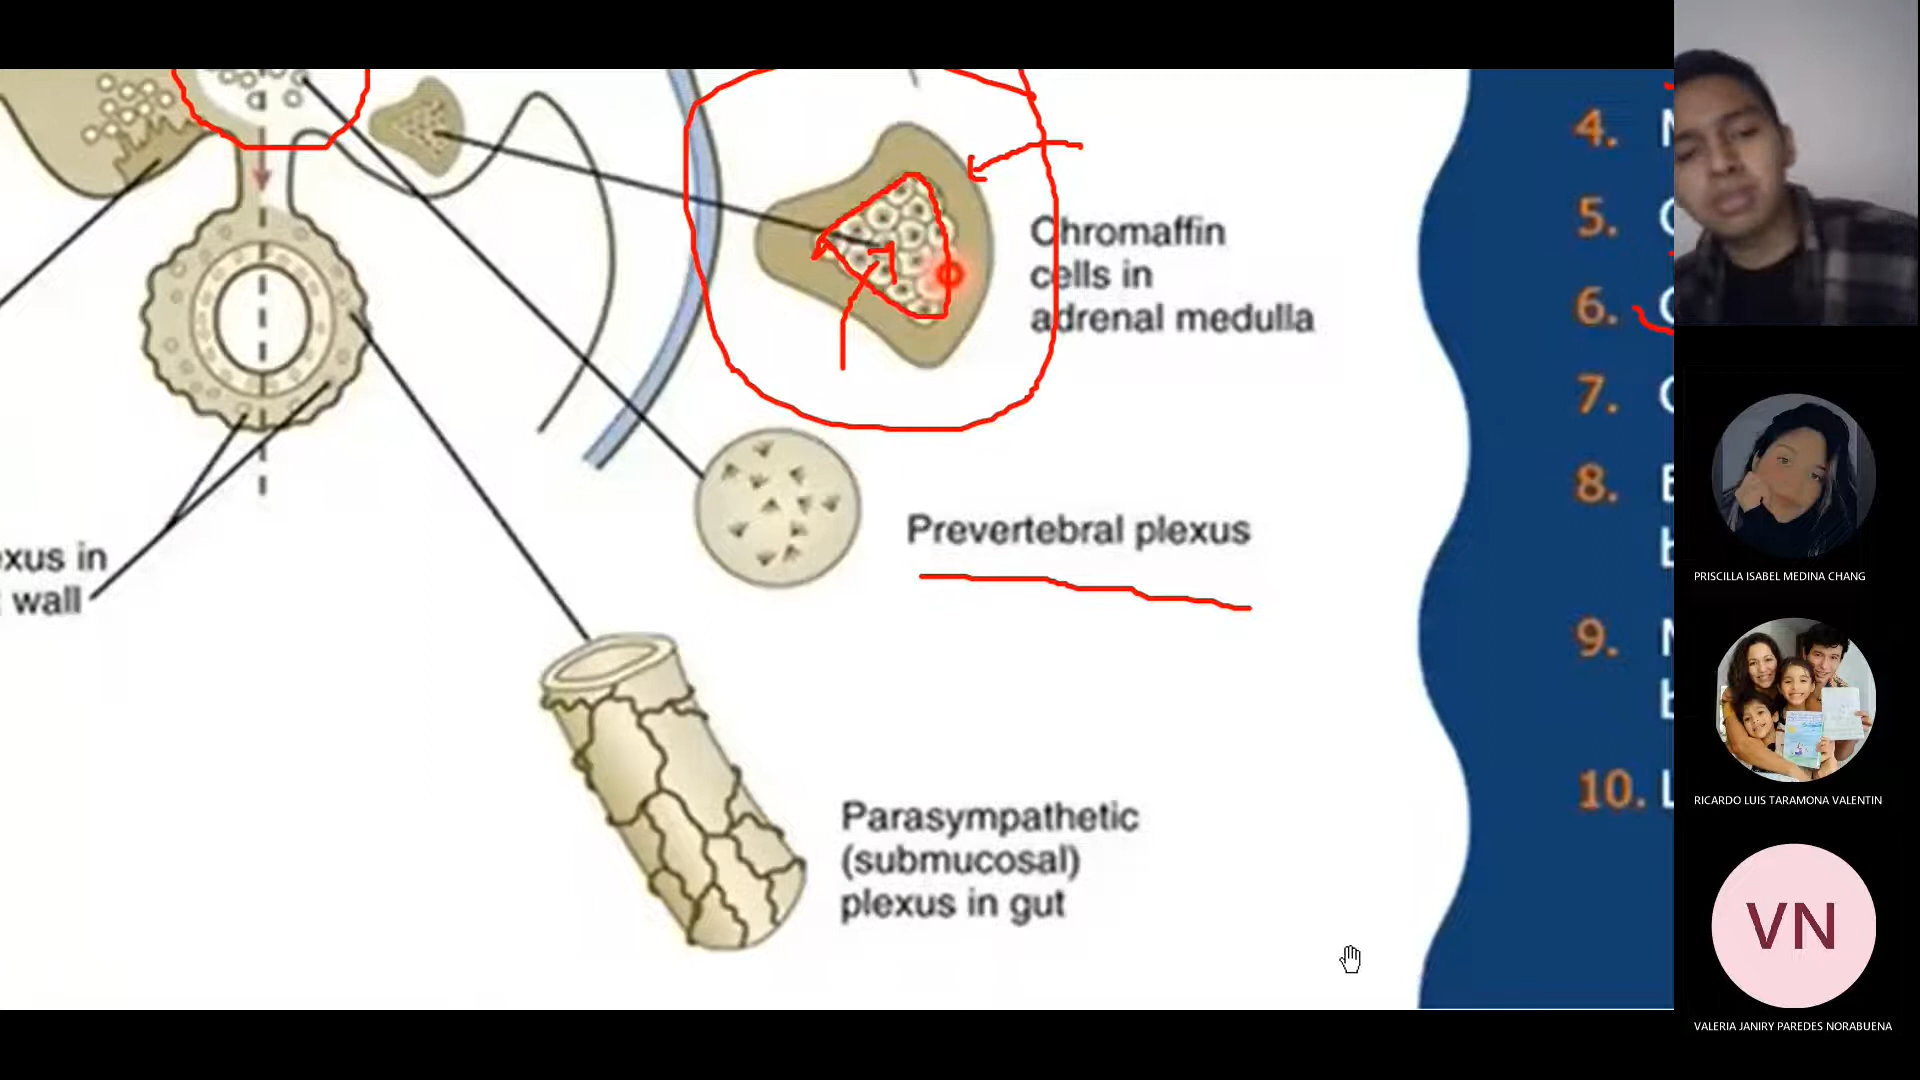 Chromaffin
cells in
adrenal medulla
Prevertebral plexus
exus in
wall
Parasympathetic
(submucosal)
plexus in gut
4.
5.
6.
7.
8.
9.
10.
PRISCILLA ISABEL MEDINA CHANG
RICARDO LUIS TARAMONA VALENTIN
VN
VALERIA JANIRY PAREDES NORABUENA